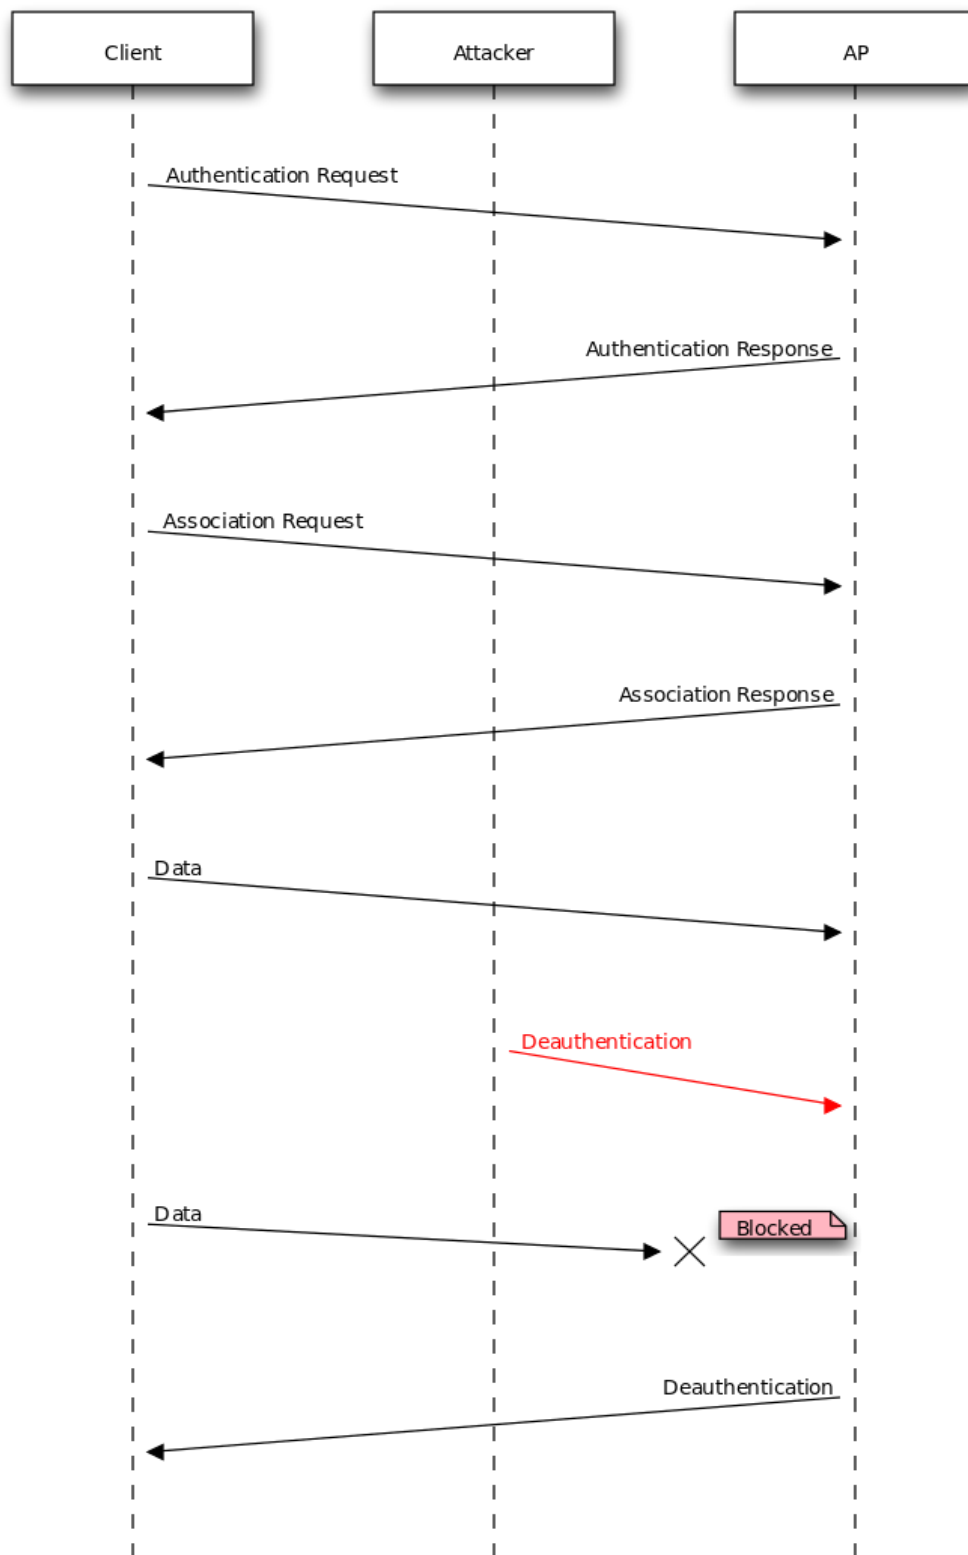 Client
Attacker
AP
Authentication Request
Authentication Response
Association Request
Association Response
Data
Deauthentication
Data
Blocked
Deauthentication